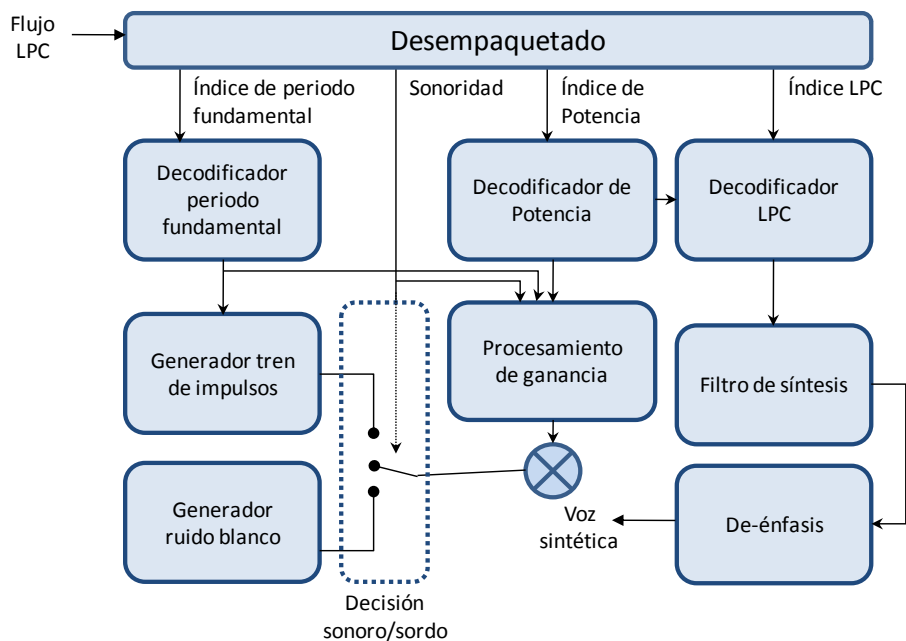 Flujo
LPC
Desempaquetado
Índice de periodo
fundamental
Sonoridad
Índice de
Potencia
Índice LPC
Decodificador
periodo
fundamental
Decodificador de
Potencia
Decodificador
LPC
Generador tren
de impulsos
Procesamiento
de ganancia
Filtro de síntesis
Generador
ruido blanco
Voz
sintética
De-énfasis
Decisión
sonoro/sordo